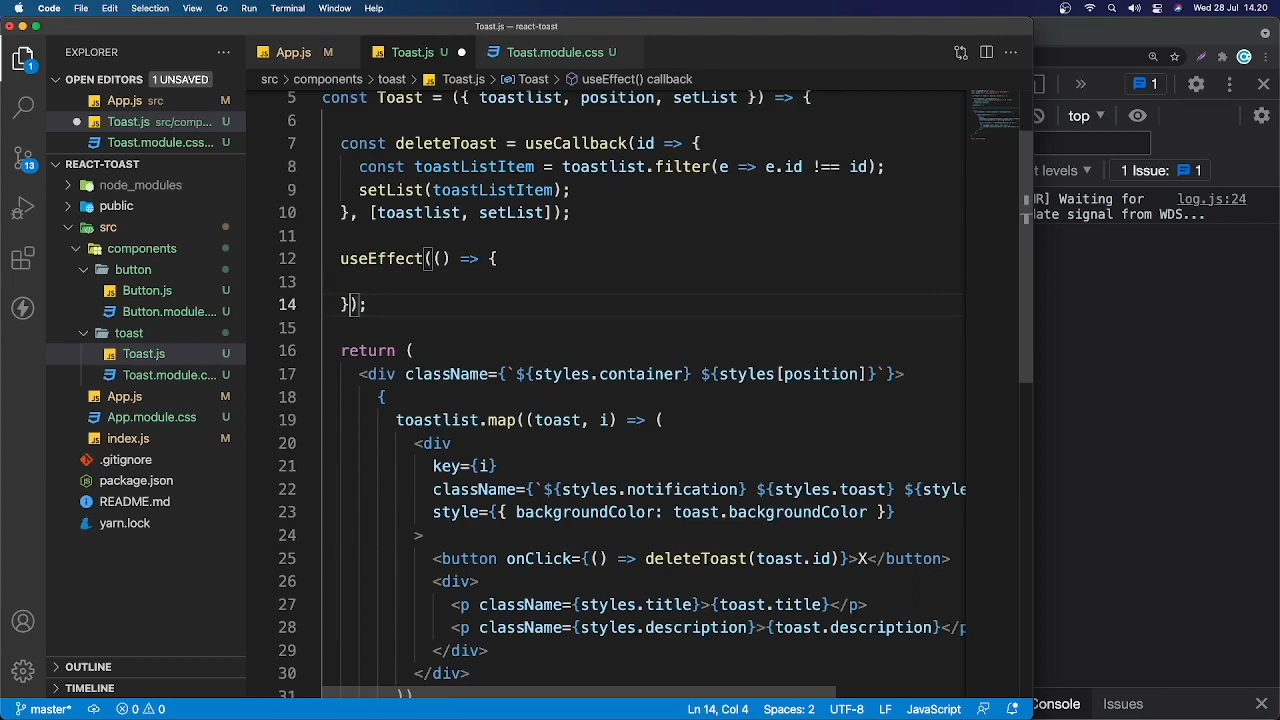 Code File Edit Selection View Go Run Terminal Window Help Wed 28 Jul 14.20
Toast.js — react-toast
EXPLORER
OPEN EDITORS 1 UNSAVED
App.js src
Toast.js src/comp... U
Toast.module.css... U
REACT-TOAST
node_modules
public
src
components
button
Button.js U
Button.module... U
toast
Toast.js U
Toast.module.c... U
App.js M
App.module.css U
index.js M
.gitignore
package.json
README.md
yarn.lock
OUTLINE
TIMELINE
1
13
App.js M
Toast.js U
Toast.module.css U
src > components > toast > Toast.js > Toast > useEffect() callback
5 const Toast = ({ toastlist, position, setList }) => {
6
7 const deleteToast = useCallback(id => {
8 const toastListItem = toastlist.filter(e => e.id !== id);
9 setList(toastListItem);
10 }, [toastlist, setList]);
11
12 useEffect(() => {
13
14 });
15
16 return (
17 <div className={`${styles.container} ${styles[position]}`}>
18 {
19 toastlist.map((toast, i) => (
20 <div
21 key={i}
22 className={`${styles.notification} ${styles.toast} ${style
23 style={{ backgroundColor: toast.backgroundColor }}
24 >
25 <button onClick={() => deleteToast(toast.id)}>X</button>
26 <div>
27 <p className={styles.title}>{toast.title}</p>
28 <p className={styles.description}>{toast.description}</p
29 </div>
30 </div>
31 ))
1
t levels
1 Issue: 1
R] Waiting for log.js:24
ate signal from WDS...
onsole Issues
master* 0 0 Ln 14, Col 4 Spaces: 2 UTF-8 LF JavaScript